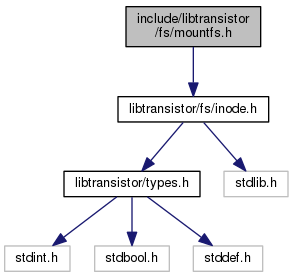 include/libtransistor
/fs/mountfs.h
libtransistor/fs/inode.h
libtransistor/types.h
stdlib.h
stdint.h
stdbool.h
stddef.h